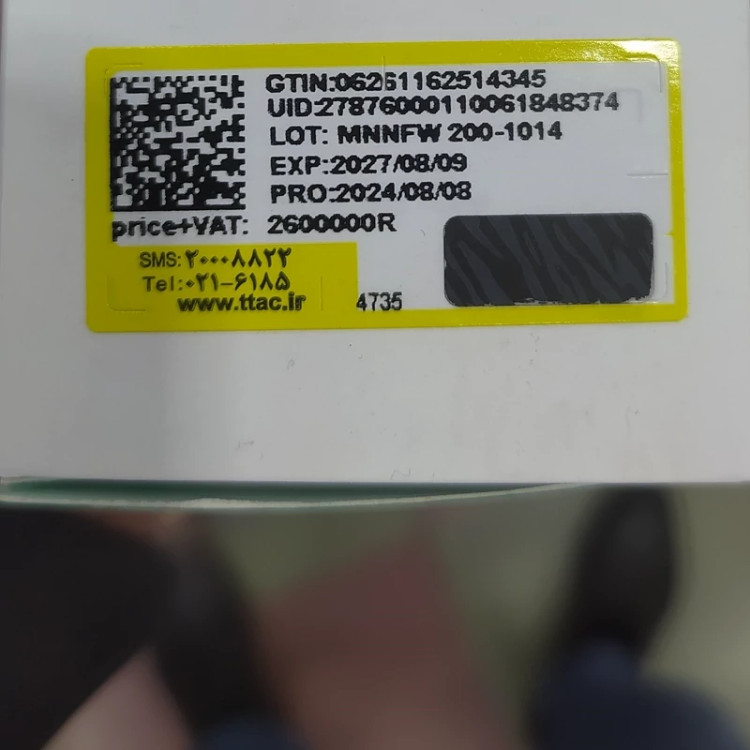 GTIN:06261162514345
UID:27876000110061848374
LOT: MNNFW 200-1014
EXP:2027/08/09
PRO:2024/08/08
price+VAT: 2600000R
SMS:۲۰۰۰۸۸۲۲
Tel:۰۲۱-۶۱۸۵
www.ttac.ir
4735